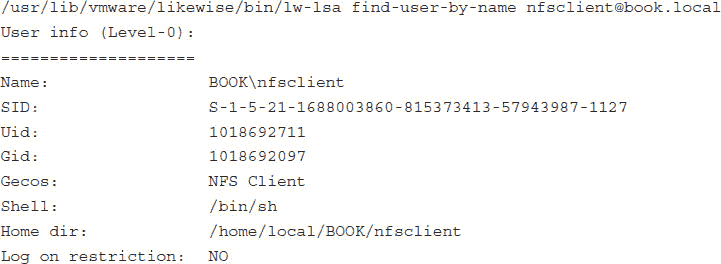 /usr/lib/vmware/likewise/bin/lw-lsa find-user-by-name nfsclient@book.local
User info (Level-0):
====================
Name: BOOK\nfsclient
SID: S-1-5-21-1688003860-815373413-57943987-1127
Uid: 1018692711
Gid: 1018692097
Gecos: NFS Client
Shell: /bin/sh
Home dir: /home/local/BOOK/nfsclient
Log on restriction: NO